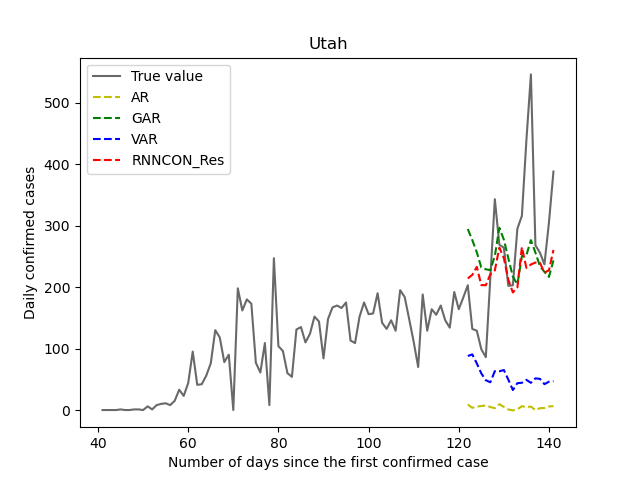 Utah
True value
AR
GAR
VAR
RNNCON_Res
Daily confirmed cases
500
400
300
200
100
0
40
60
80
100
120
140
Number of days since the first confirmed case